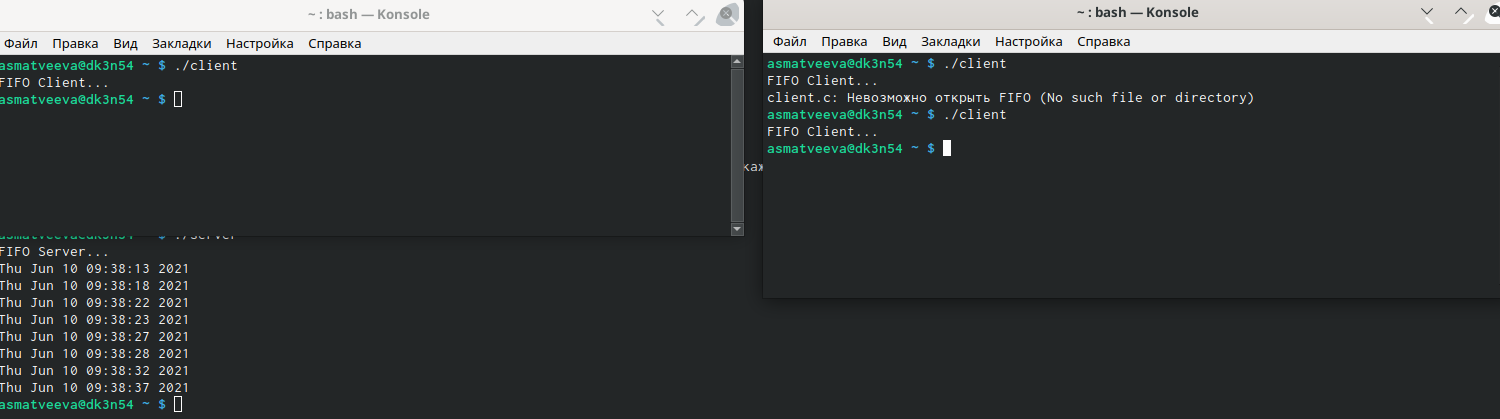 ~ : bash — Konsole
Файл Правка Вид Закладки Настройка Справка
asmatveeva@dk3n54 ~ $ ./client
FIFO Client...
asmatveeva@dk3n54 ~ $
~ : bash — Konsole
Файл Правка Вид Закладки Настройка Справка
asmatveeva@dk3n54 ~ $ ./client
FIFO Client...
client.c: Невозможно открыть FIFO (No such file or directory)
asmatveeva@dk3n54 ~ $ ./client
FIFO Client...
asmatveeva@dk3n54 ~ $
asmatveeva@dk3n54 ~ $ ./server
FIFO Server...
Thu Jun 10 09:38:13 2021
Thu Jun 10 09:38:18 2021
Thu Jun 10 09:38:22 2021
Thu Jun 10 09:38:23 2021
Thu Jun 10 09:38:27 2021
Thu Jun 10 09:38:28 2021
Thu Jun 10 09:38:32 2021
Thu Jun 10 09:38:37 2021
asmatveeva@dk3n54 ~ $